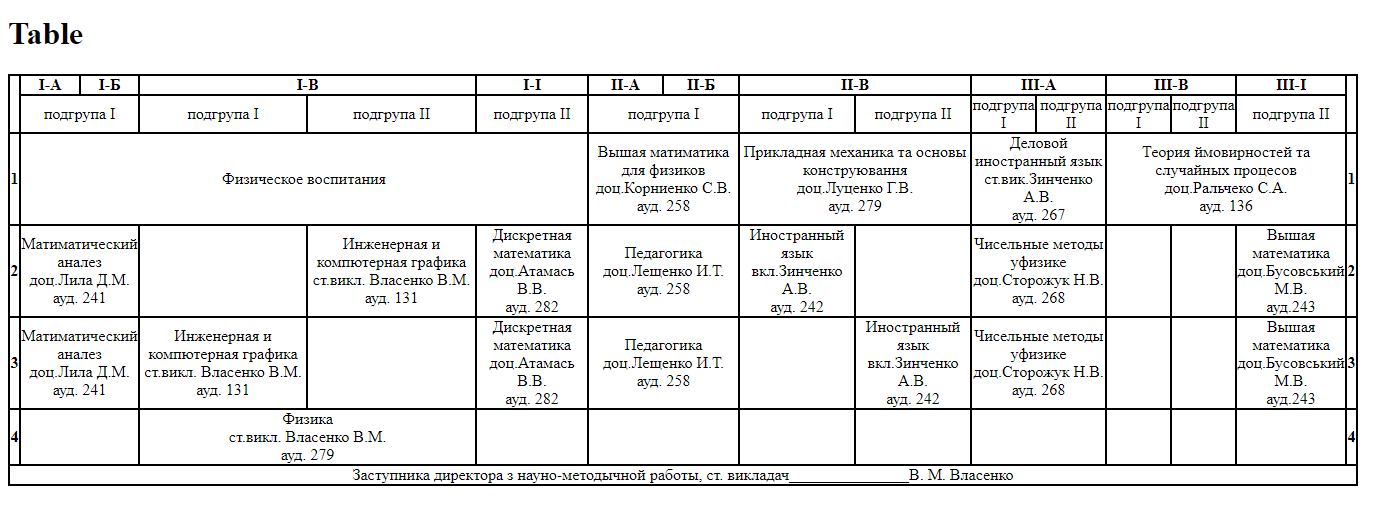 Table
I-А I-Б I-В I-I II-А II-Б II-В III-А III-В III-I
подгрупа I подгрупа I подгрупа II подгрупа II подгрупа I подгрупа I подгрупа II подгрупа I подгрупа II подгрупа I подгрупа II подгрупа II
1
Физическое воспитания
Вышая матиматика
для физиков
доц.Корниенко С.В.
ауд. 258
Прикладная механика та основы
конструювання
доц.Луценко Г.В.
ауд. 279
Деловой
иностранный язык
ст.вик.Зинченко
А.В.
ауд. 267
Теория ймовирностей та
случайных процесов
доц.Ральчеко С.А.
ауд. 136
1
2
Матиматический
аналез
доц.Лила Д.М.
ауд. 241
Инженерная и
компютерная графика
ст.викл. Власенко В.М.
ауд. 131
Дискретная
математика
доц.Атамась
В.В.
ауд. 282
Педагогика
доц.Лещенко И.Т.
ауд. 258
Иностранный
язык
вкл.Зинченко
А.В.
ауд. 242
Чисельные методы
уфизике
доц.Сторожук Н.В.
ауд. 268
Вышая
математика
доц.Бусовський
М.В.
ауд.243
2
3
Матиматический
аналез
доц.Лила Д.М.
ауд. 241
Инженерная и
компютерная графика
ст.викл. Власенко В.М.
ауд. 131
Дискретная
математика
доц.Атамась
В.В.
ауд. 282
Педагогика
доц.Лещенко И.Т.
ауд. 258
Иностранный
язык
вкл.Зинченко
А.В.
ауд. 242
Чисельные методы
уфизике
доц.Сторожук Н.В.
ауд. 268
Вышая
математика
доц.Бусовський
М.В.
ауд.243
3
4
Физика
ст.викл. Власенко В.М.
ауд. 279
4
Заступника директора з науно-методычной работы, ст. викладач________________В. М. Власенко